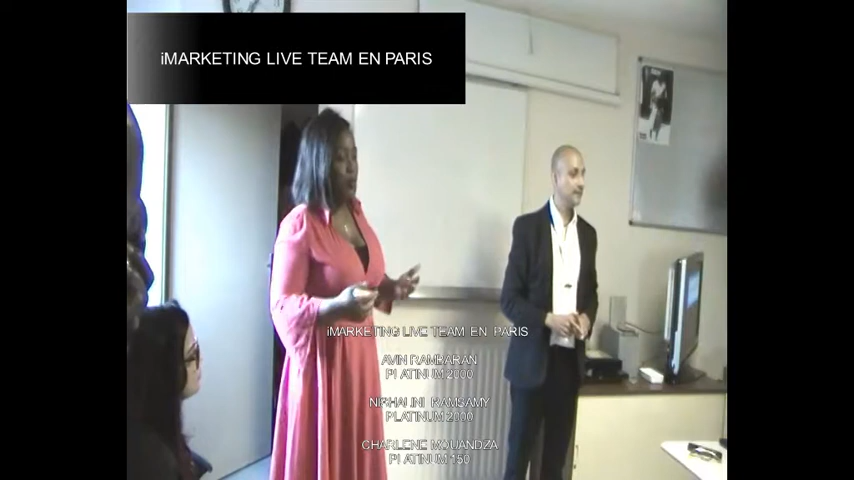 iMARKETING LIVE TEAM EN PARIS
iMARKETING LIVE TEAM EN PARIS
AVIN RAMBARAN
PLATINUM 2000
NISHALINI RAMSAMY
PLATINUM 2000
CHARLENE MOUANDZA
PLATINUM 150